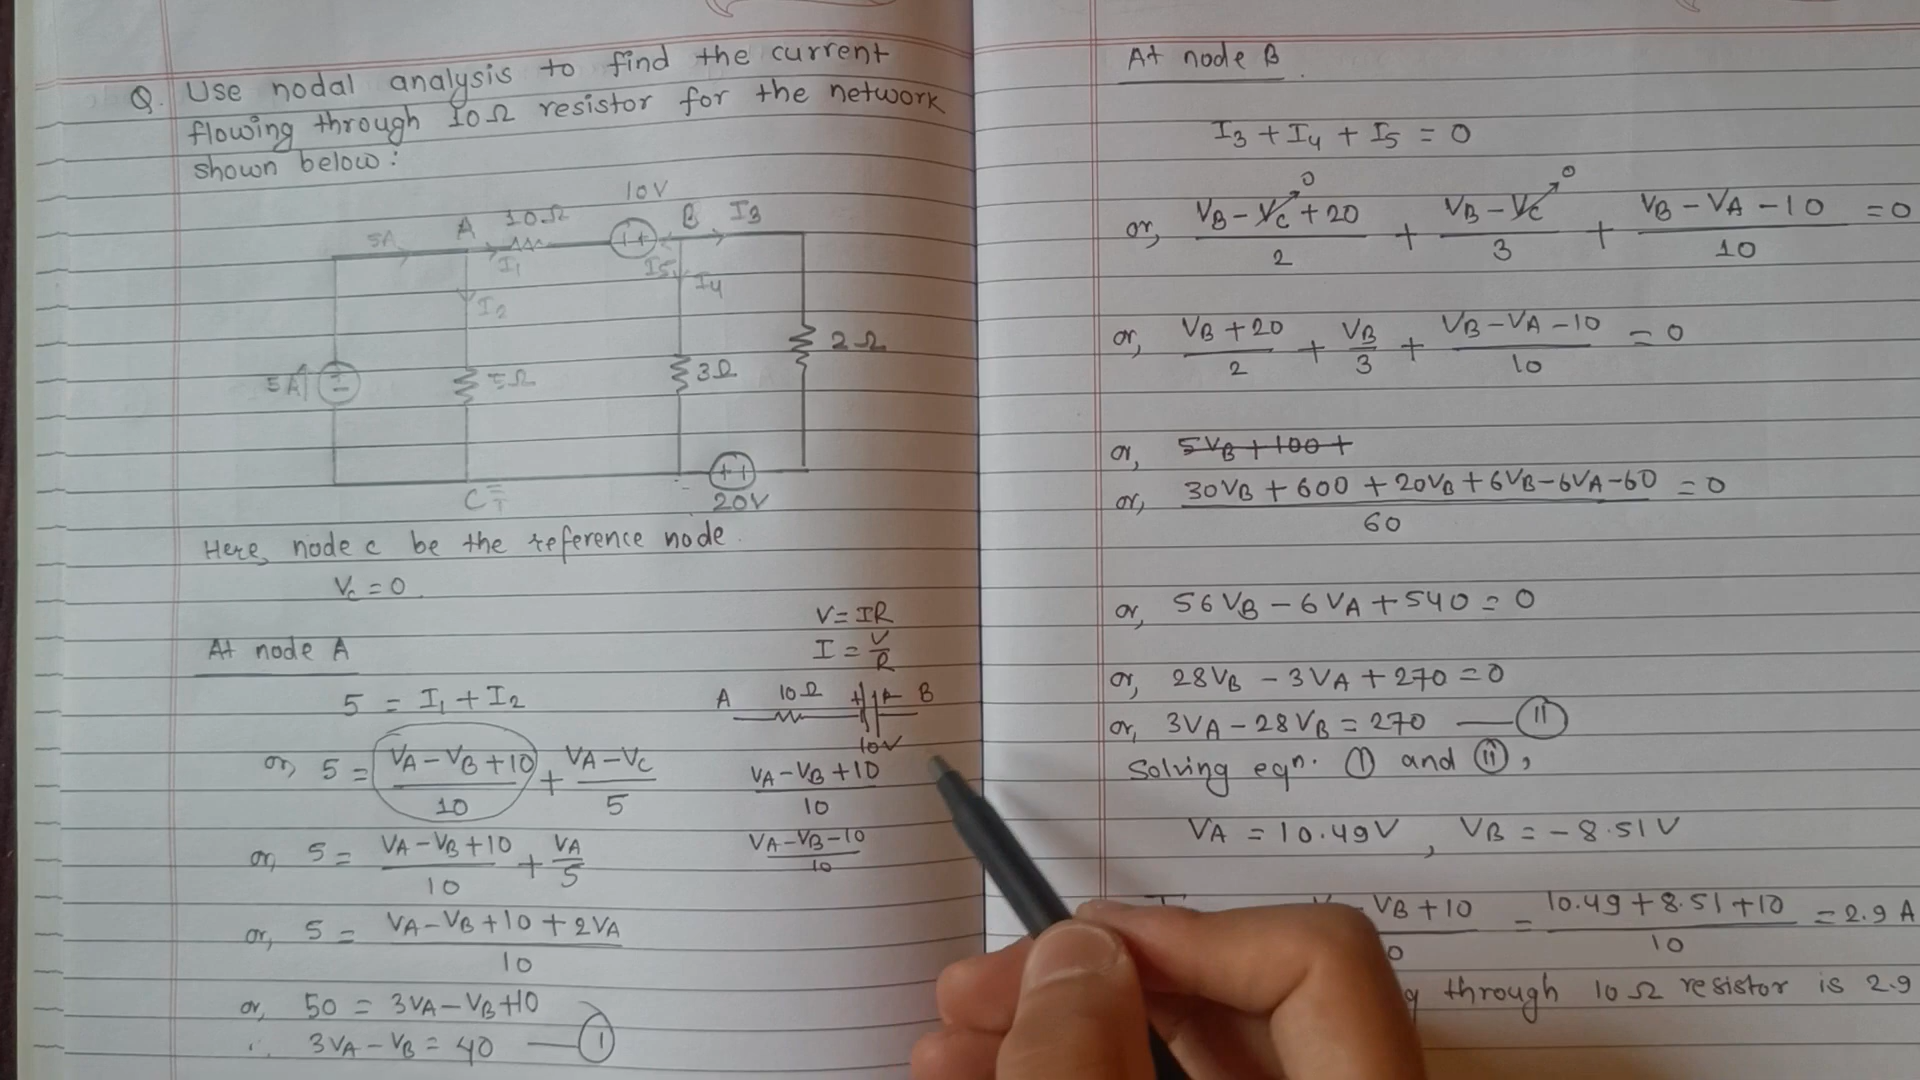 Q. Use nodal analysis to find the current
flowing through 10Ω resistor for the network
shown below:
10V
A 10Ω B I3
5A
I1 I5 I4
I2
5A 5Ω 3Ω 2Ω
C 20V
Here, node c be the reference node.
Vc = 0.
At node A
V = IR
I = V/R
5 = I1 + I2
A 10Ω B
10V
or, 5 = (VA - VB + 10)/10 + (VA - VC)/5
(VA - VB + 10)/10
or, 5 = (VA - VB + 10)/10 + VA/5
(VA - VB - 10)/10
or, 5 = (VA - VB + 10 + 2VA)/10
or, 50 = 3VA - VB + 10
∴ 3VA - VB = 40 — (I)
At node B
I3 + I4 + I5 = 0
or, (VB - VC + 20)/2 + (VB - VC)/3 + (VB - VA - 10)/10 = 0
or, (VB + 20)/2 + VB/3 + (VB - VA - 10)/10 = 0
or, 5VB + 100 +
or, (30VB + 600 + 20VB + 6VB - 6VA - 60)/60 = 0
or, 56VB - 6VA + 540 = 0
or, 28VB - 3VA + 270 = 0
or, 3VA - 28VB = 270 — (II)
Solving eqn. (I) and (II),
VA = 10.49V, VB = -8.51V
- VB + 10 = (10.49 + 8.51 + 10)/10 = 2.9 A
through 10Ω resistor is 2.9